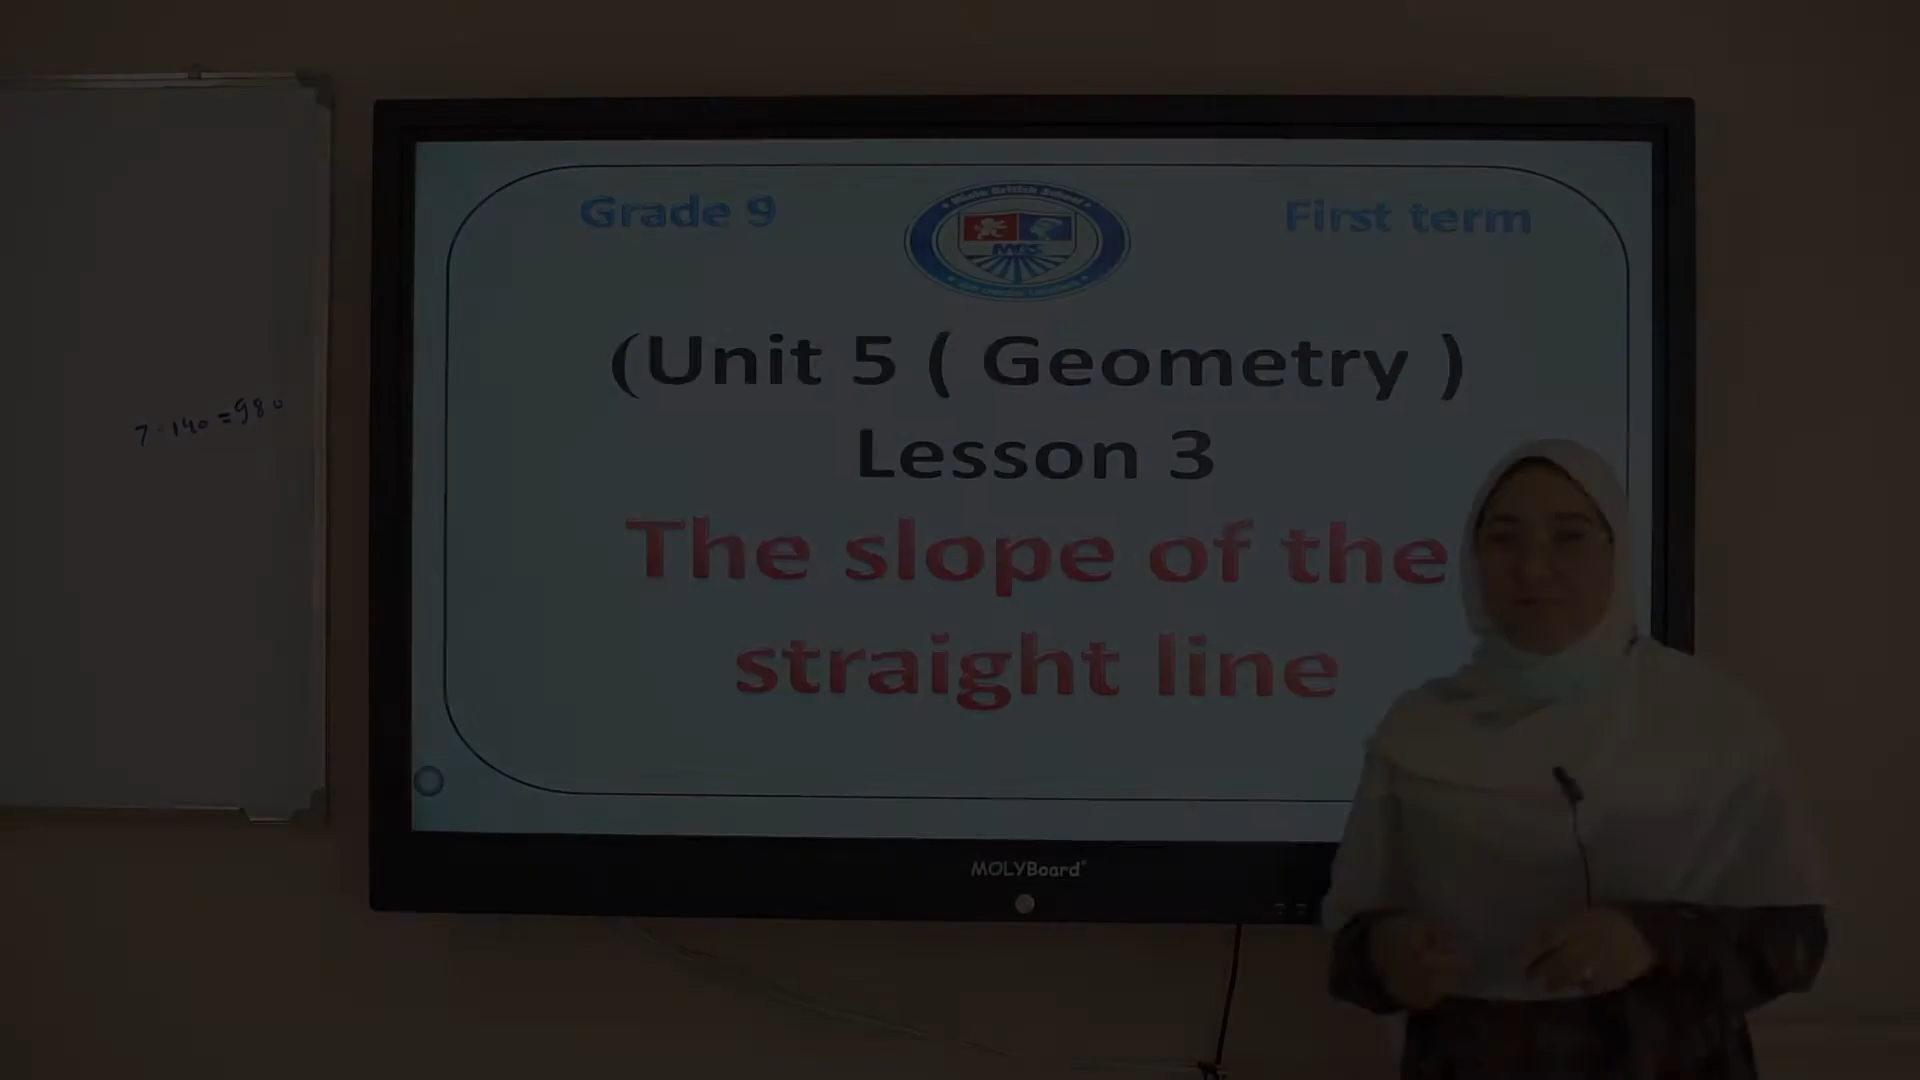 Grade 9
First term
MBS
(Unit 5 ( Geometry )
Lesson 3
The slope of the
straight line
7 · 140 = 980
MOLYBoard